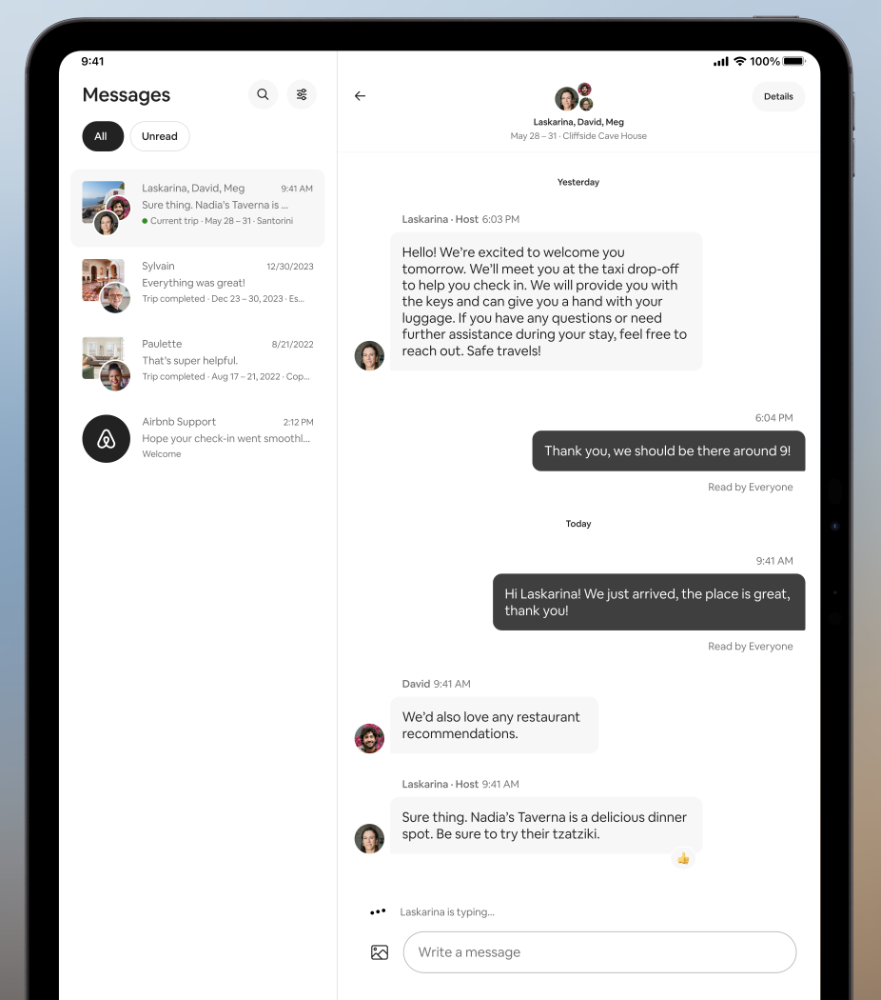 9:41
100%
Messages
All
Unread
Laskarina, David, Meg 9:41 AM
Sure thing. Nadia's Taverna is ...
Current trip · May 28 – 31 · Santorini
Sylvain 12/30/2023
Everything was great!
Trip completed · Dec 23 – 30, 2023 · Es...
Paulette 8/21/2022
That's super helpful.
Trip completed · Aug 17 – 21, 2022 · Cop...
Airbnb Support 2:12 PM
Hope your check-in went smoothl...
Welcome
Laskarina, David, Meg
May 28 – 31 · Cliffside Cave House
Details
Yesterday
Laskarina · Host 6:03 PM
Hello! We’re excited to welcome you
tomorrow. We’ll meet you at the taxi drop-off
to help you check in. We will provide you with
the keys and can give you a hand with your
luggage. If you have any questions or need
further assistance during your stay, feel free to
reach out. Safe travels!
6:04 PM
Thank you, we should be there around 9!
Read by Everyone
Today
9:41 AM
Hi Laskarina! We just arrived, the place is great,
thank you!
Read by Everyone
David 9:41 AM
We’d also love any restaurant
recommendations.
Laskarina · Host 9:41 AM
Sure thing. Nadia’s Taverna is a delicious dinner
spot. Be sure to try their tzatziki.
Laskarina is typing...
Write a message